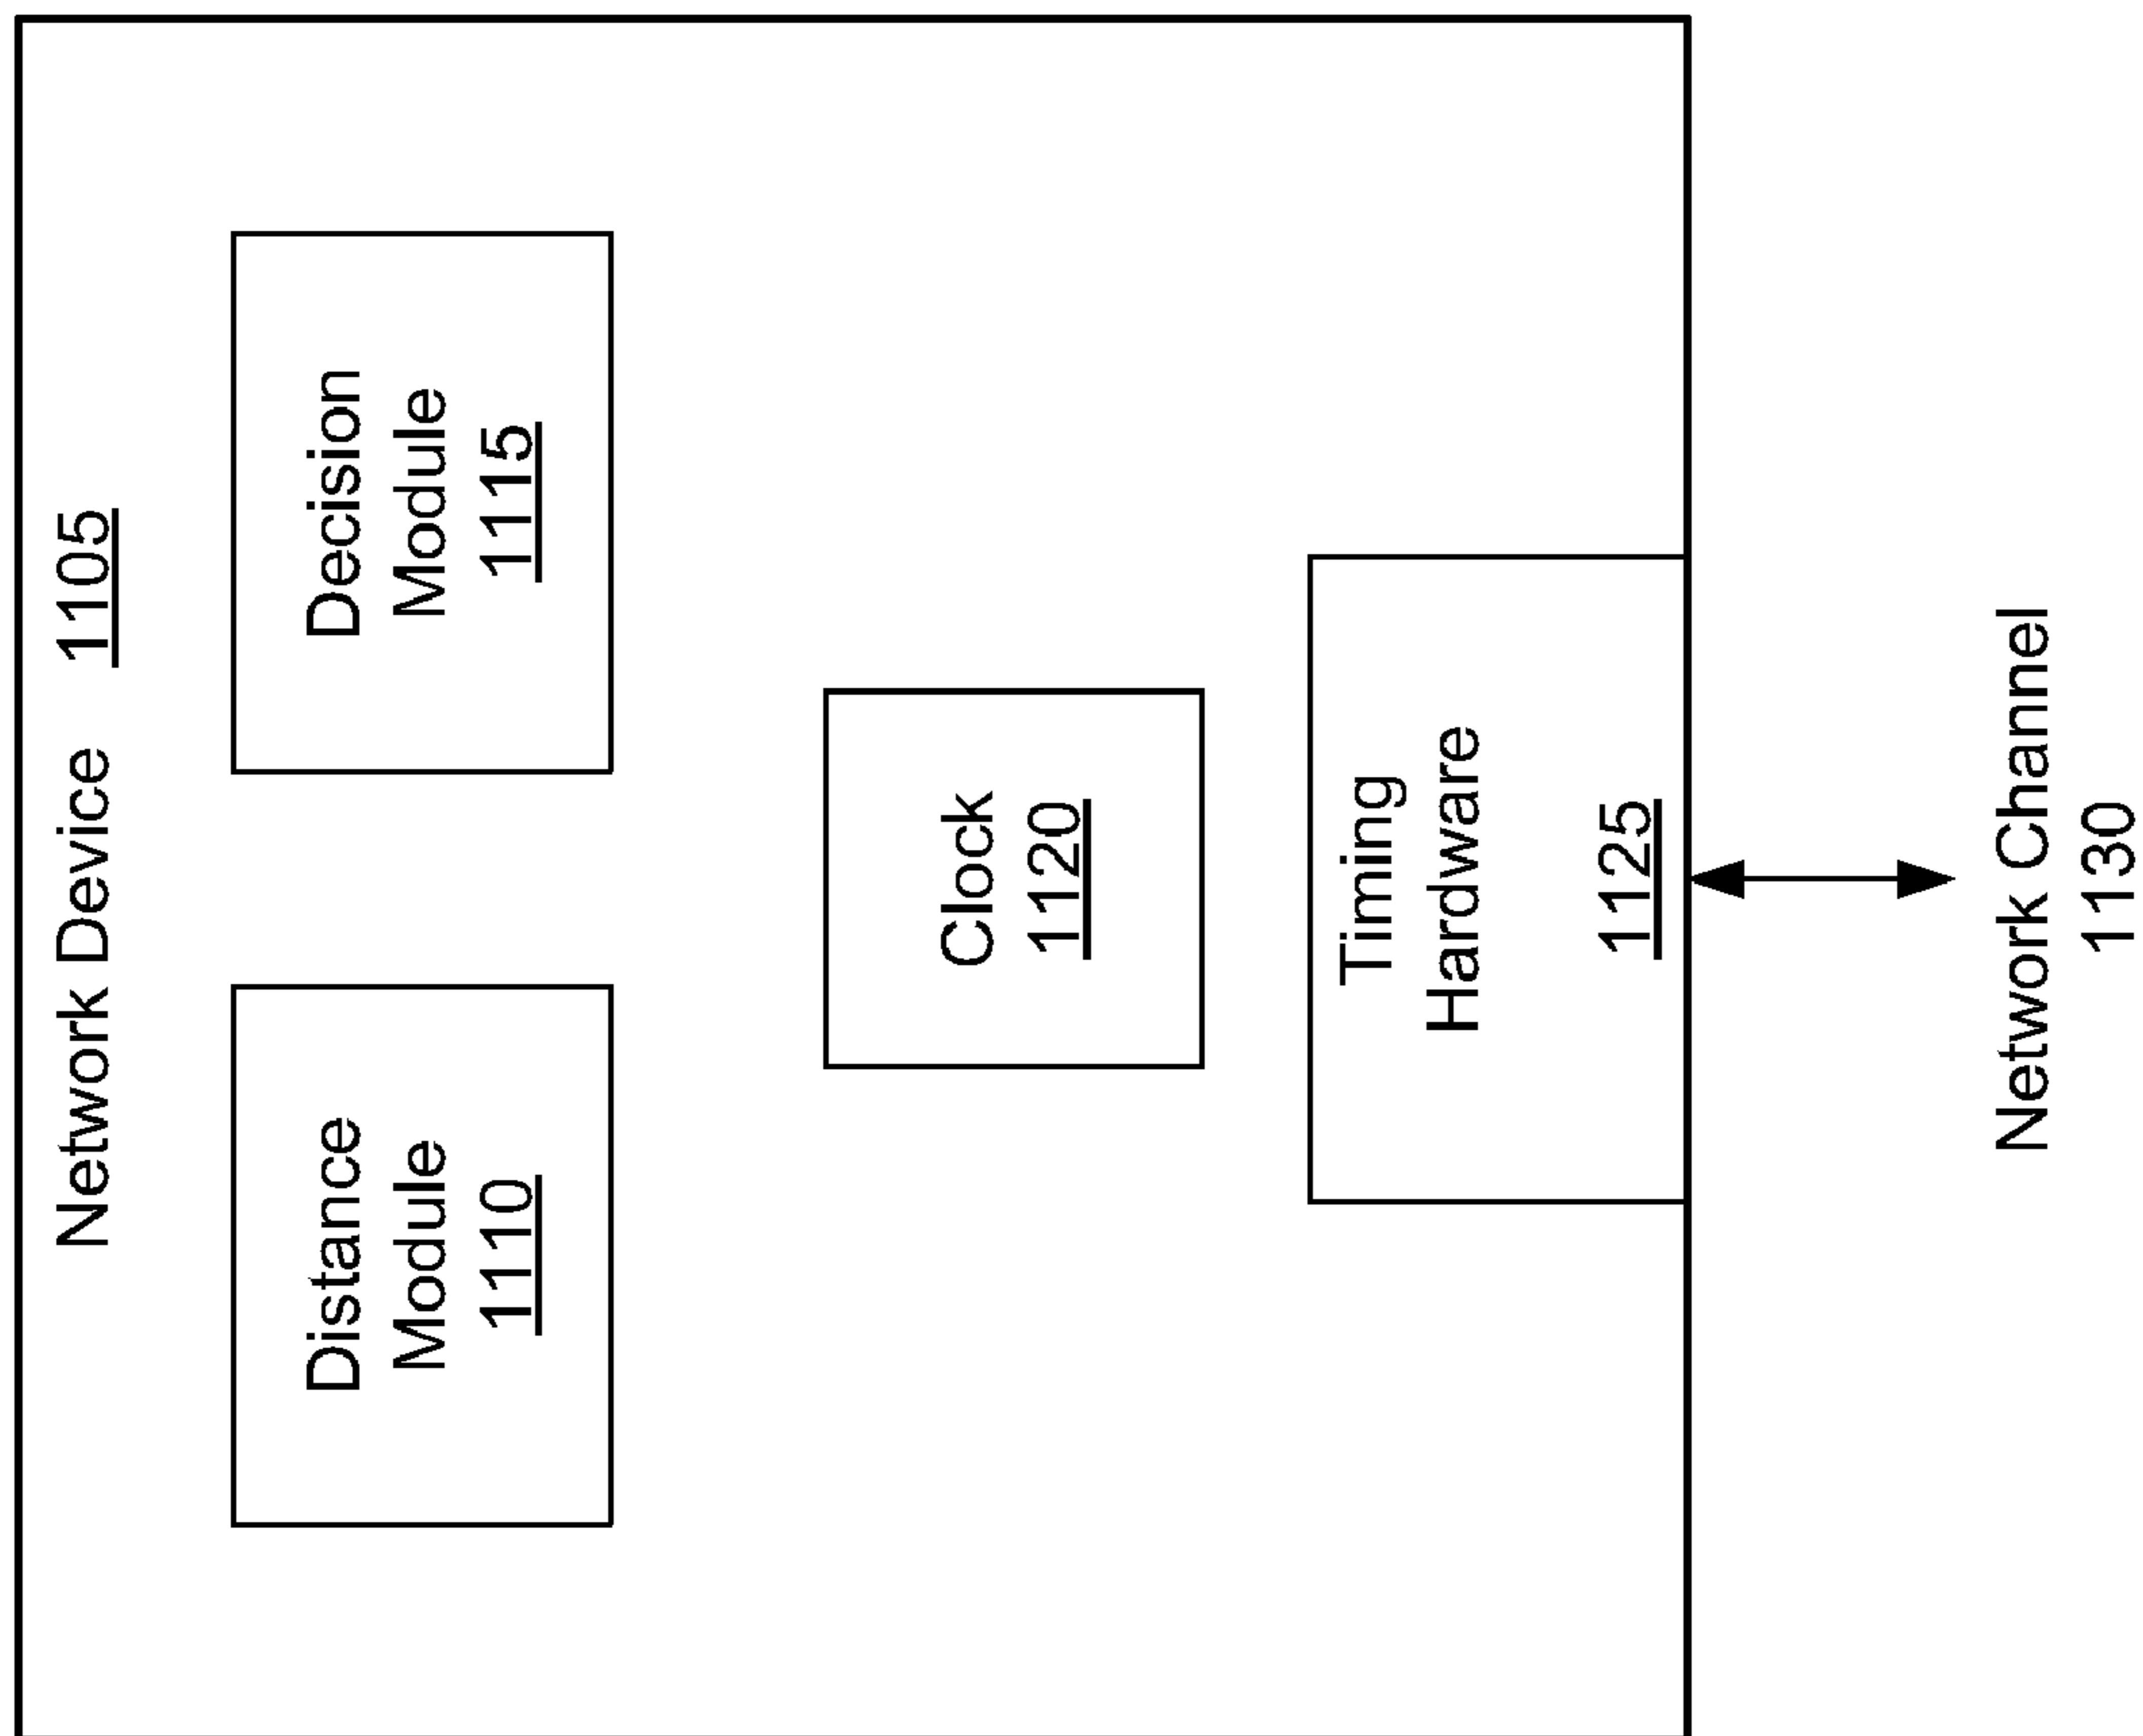 Network Device 1105
Distance
Module
1110
Decision
Module
1115
Clock
1120
Timing
Hardware
1125
Network Channel
1130